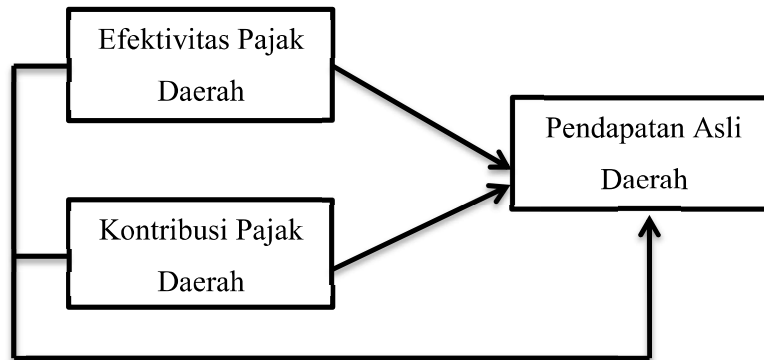 Efektivitas Pajak
Daerah
Pendapatan Asli
Daerah
Kontribusi Pajak
Daerah